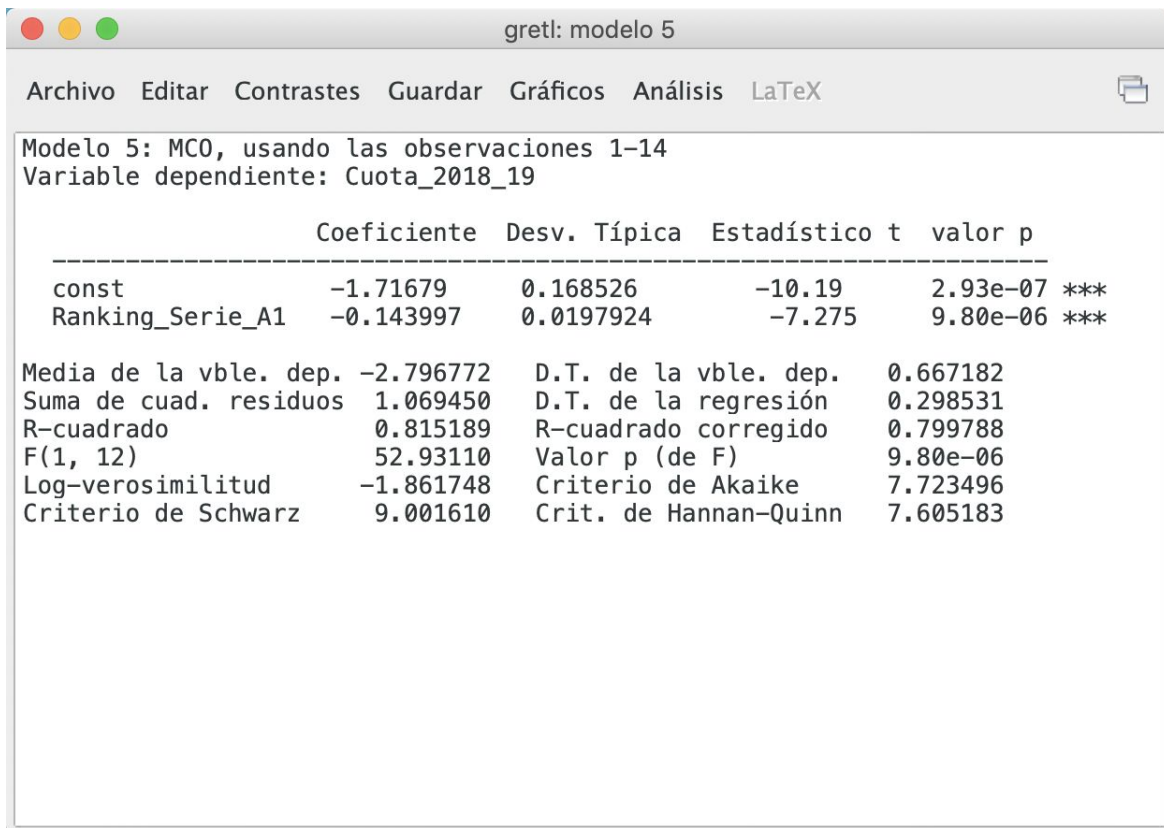 gretl: modelo 5
Archivo Editar Contrastes Guardar Gráficos Análisis LaTeX
Modelo 5: MCO, usando las observaciones 1-14
Variable dependiente: Cuota_2018_19
Coeficiente Desv. Típica Estadístico t valor p
const -1.71679 0.168526 -10.19 2.93e-07 ***
Ranking_Serie_A1 -0.143997 0.0197924 -7.275 9.80e-06 ***
Media de la vble. dep. -2.796772 D.T. de la vble. dep. 0.667182
Suma de cuad. residuos 1.069450 D.T. de la regresión 0.298531
R-cuadrado 0.815189 R-cuadrado corregido 0.799788
F(1, 12) 52.93110 Valor p (de F) 9.80e-06
Log-verosimilitud -1.861748 Criterio de Akaike 7.723496
Criterio de Schwarz 9.001610 Crit. de Hannan-Quinn 7.605183